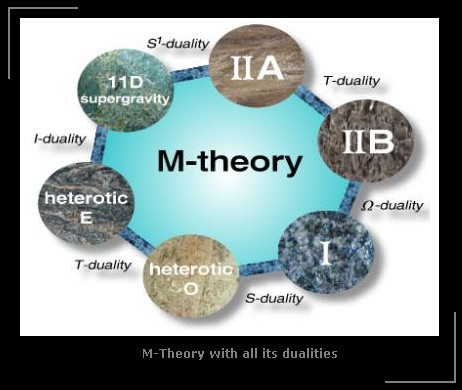 S¹-duality
IIA
11D
supergravity
T-duality
I-duality
M-theory
IIB
heterotic
E
Ω-duality
T-duality
heterotic
O
I
S-duality
M-Theory with all its dualities